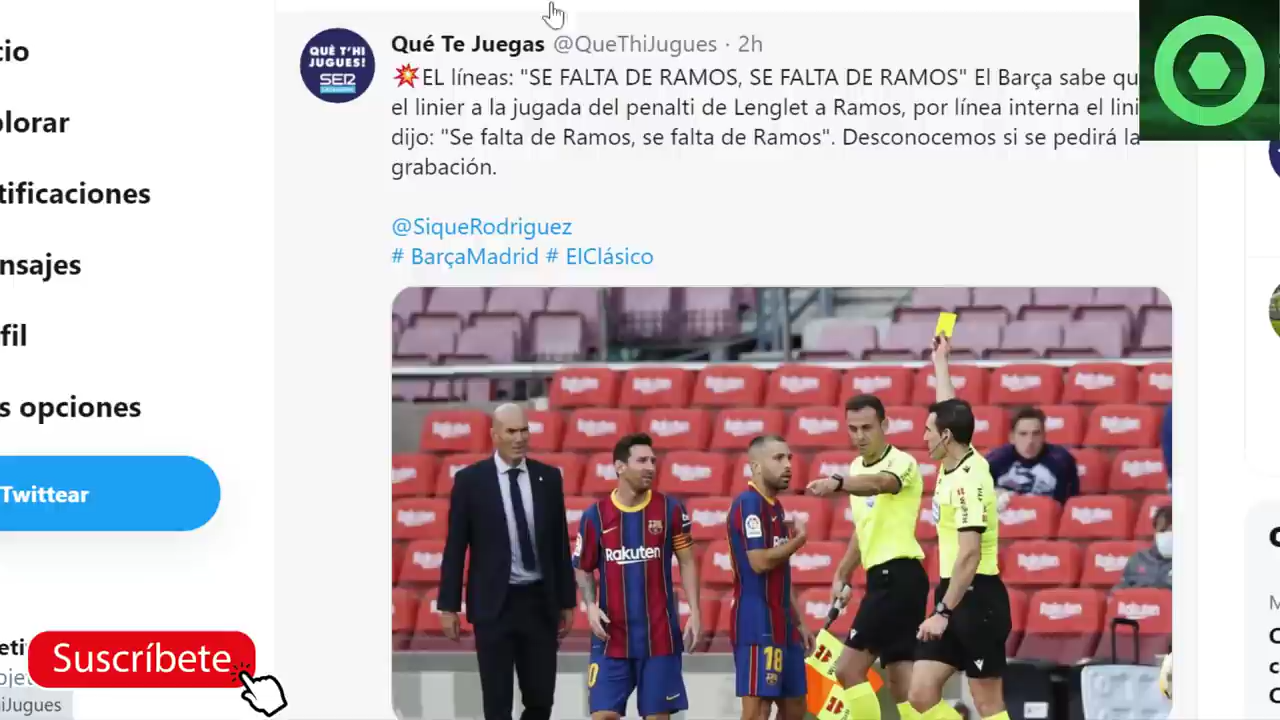 cio
Qué Te Juegas @QueThiJugues · 2h
QUÈ T'HI
JUGUES!
SER
EL líneas: "SE FALTA DE RAMOS, SE FALTA DE RAMOS" El Barça sabe qu
el linier a la jugada del penalti de Lenglet a Ramos, por línea interna el lini
plorar
dijo: "Se falta de Ramos, se falta de Ramos". Desconocemos si se pedirá la
grabación.
tificaciones
@SiqueRodriguez
# BarçaMadrid # ElClásico
nsajes
fil
s opciones
Twittear
Rakuten
18
Suscríbete
iJugues